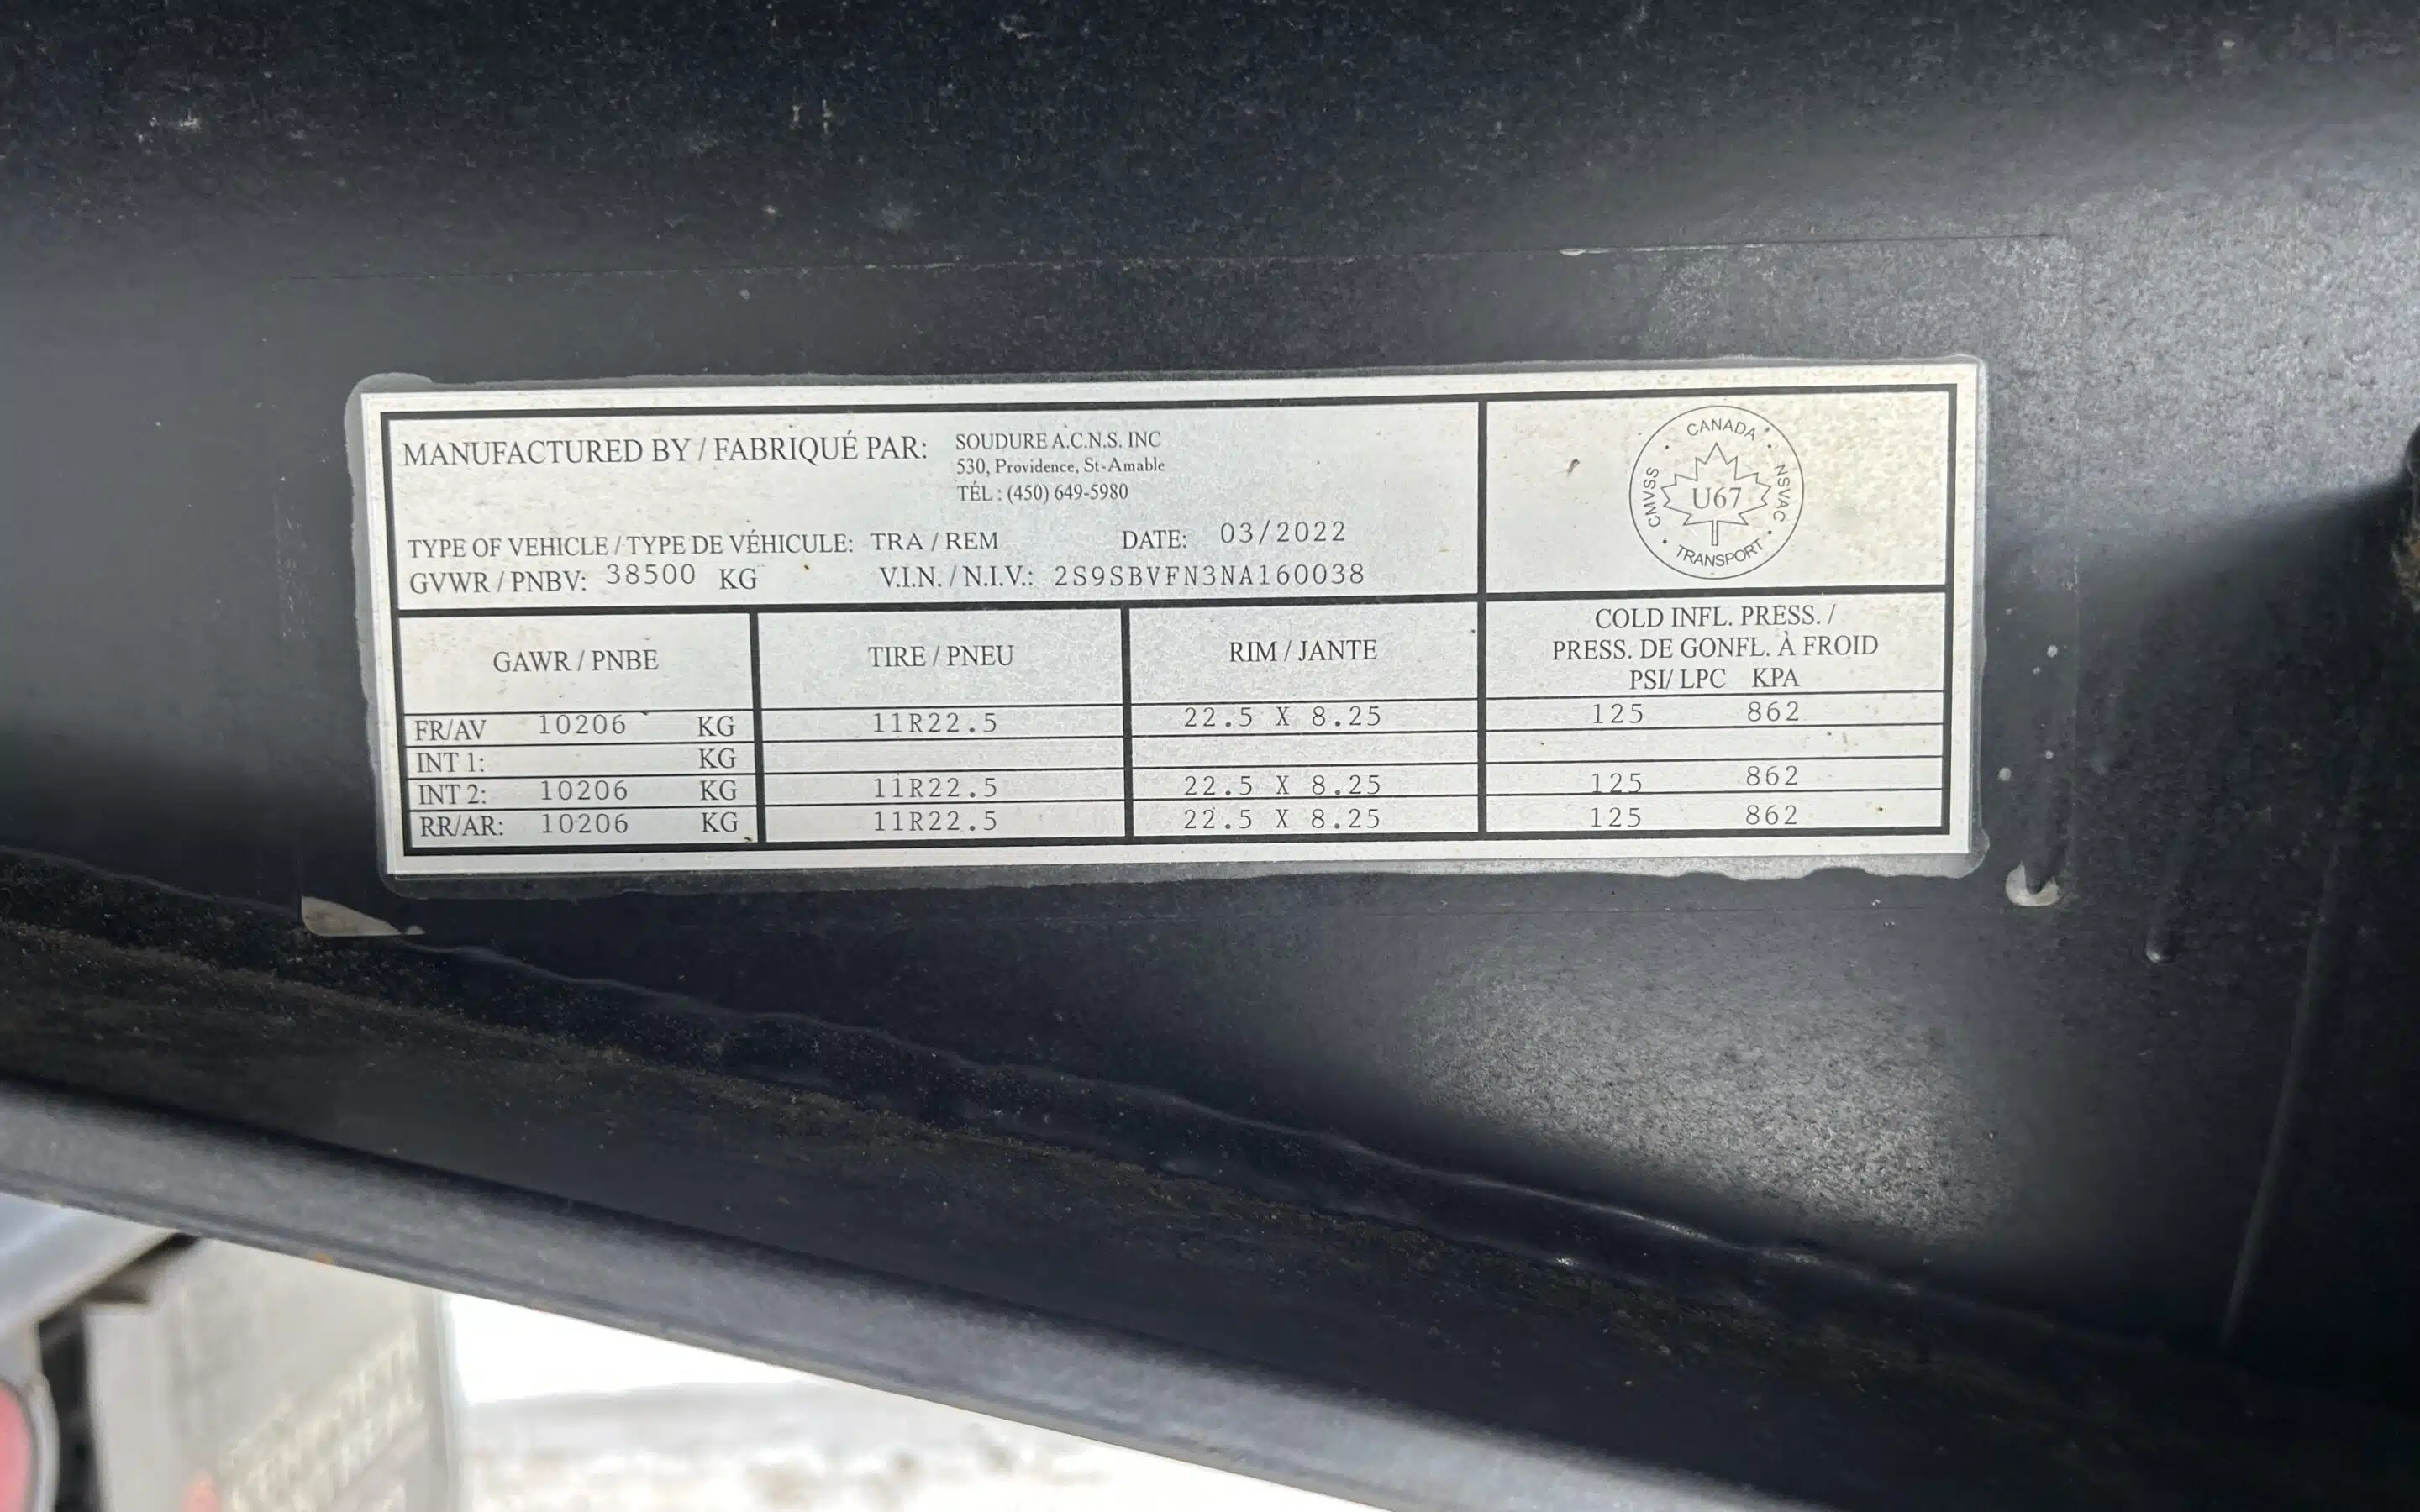 MANUFACTURED BY / FABRIQUÉ PAR: SOUDURE A.C.N.S. INC
530, Providence, St-Amable
TÉL : (450) 649-5980
TYPE OF VEHICLE / TYPE DE VÉHICULE: TRA / REM DATE: 03/2022
GVWR / PNBV: 38500 KG V.I.N. / N.I.V.: 2S9SBVFN3NA160038
CANADA
CMVSS U67 NSVAC
TRANSPORT
GAWR / PNBE TIRE / PNEU RIM / JANTE COLD INFL. PRESS. /
PRESS. DE GONFL. À FROID
PSI/ LPC KPA
FR/AV 10206 KG 11R22.5 22.5 X 8.25 125 862
INT 1: KG
INT 2: 10206 KG 11R22.5 22.5 X 8.25 125 862
RR/AR: 10206 KG 11R22.5 22.5 X 8.25 125 862